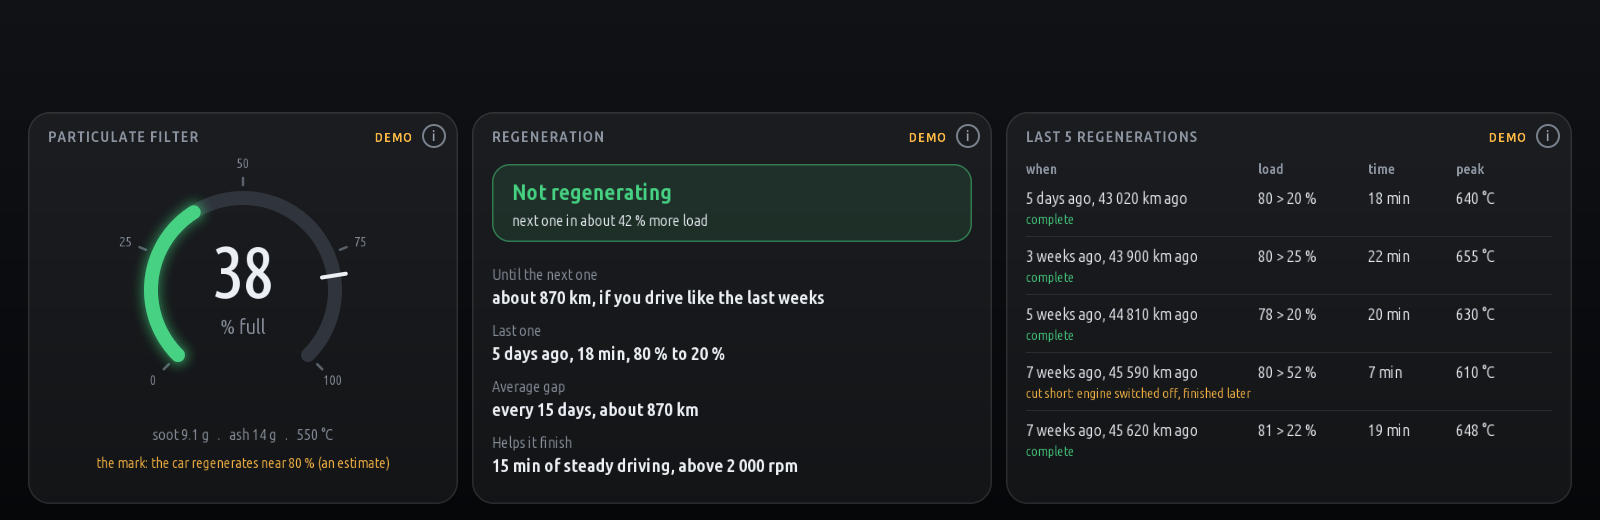 PARTICULATE FILTER
DEMO
i
50
25
75
38
% full
0
100
soot 9.1 g . ash 14 g . 550 °C
the mark: the car regenerates near 80 % (an estimate)
REGENERATION
DEMO
i
Not regenerating
next one in about 42 % more load
Until the next one
about 870 km, if you drive like the last weeks
Last one
5 days ago, 18 min, 80 % to 20 %
Average gap
every 15 days, about 870 km
Helps it finish
15 min of steady driving, above 2 000 rpm
LAST 5 REGENERATIONS
DEMO
i
when load time peak
5 days ago, 43 020 km ago 80 > 20 % 18 min 640 °C
complete
3 weeks ago, 43 900 km ago 80 > 25 % 22 min 655 °C
complete
5 weeks ago, 44 810 km ago 78 > 20 % 20 min 630 °C
complete
7 weeks ago, 45 590 km ago 80 > 52 % 7 min 610 °C
cut short: engine switched off, finished later
7 weeks ago, 45 620 km ago 81 > 22 % 19 min 648 °C
complete